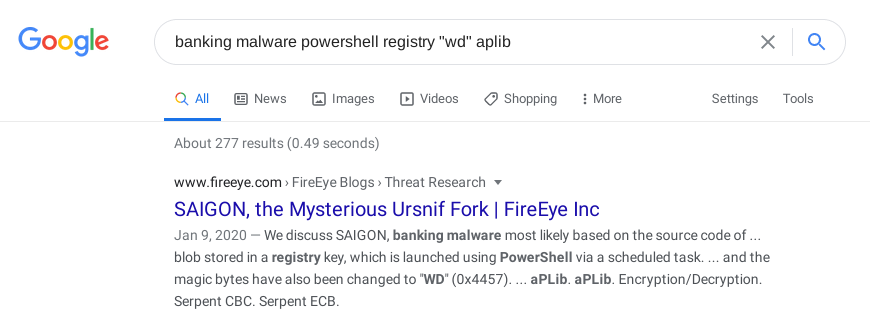 Google
banking malware powershell registry "wd" aplib
All News Images Videos Shopping More Settings Tools
About 277 results (0.49 seconds)
www.fireeye.com › FireEye Blogs › Threat Research
SAIGON, the Mysterious Ursnif Fork | FireEye Inc
Jan 9, 2020 — We discuss SAIGON, banking malware most likely based on the source code of ...
blob stored in a registry key, which is launched using PowerShell via a scheduled task. ... and the
magic bytes have also been changed to "WD" (0x4457). ... aPLib. aPLib. Encryption/Decryption.
Serpent CBC. Serpent ECB.